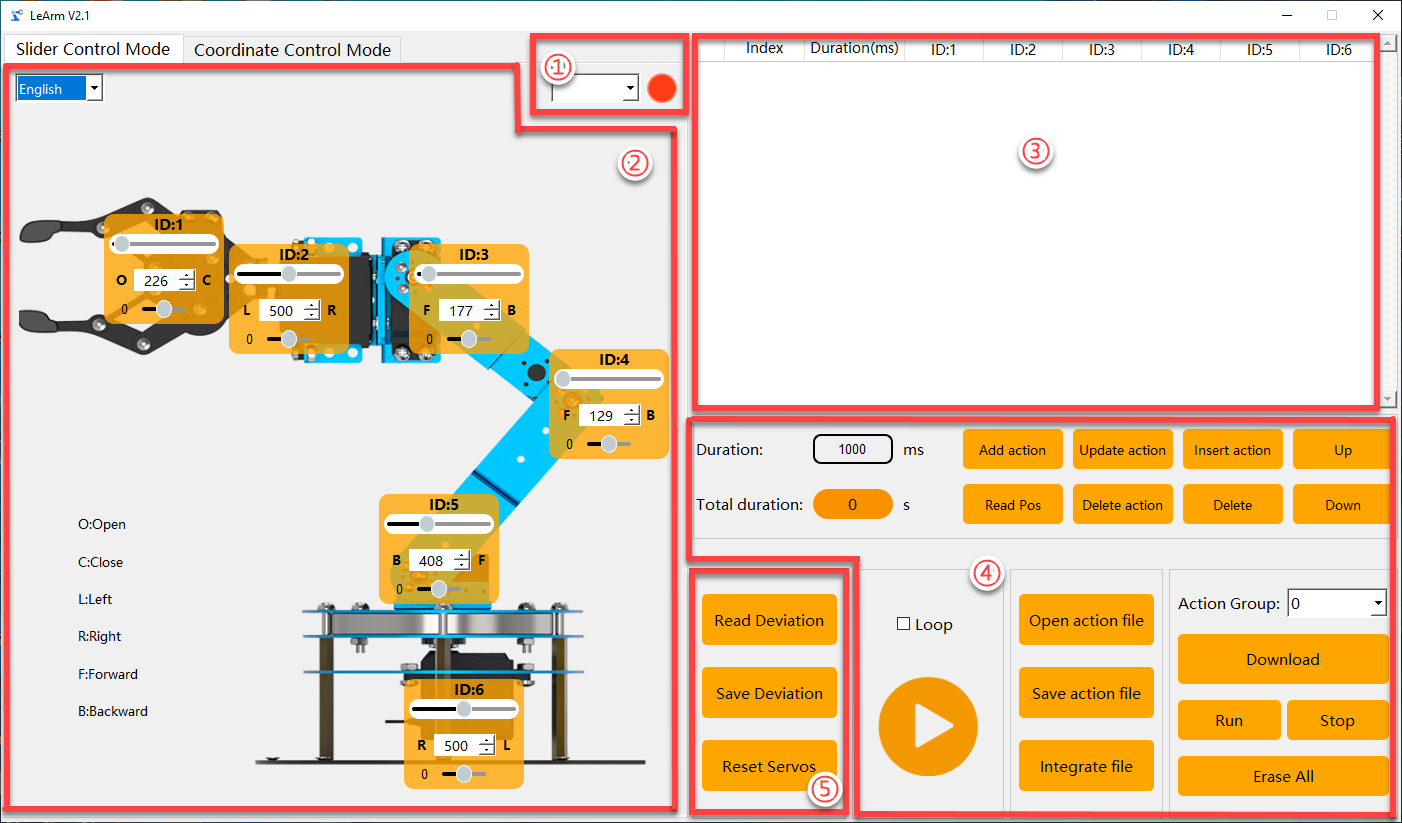 LeArm V2.1
Slider Control Mode
Coordinate Control Mode
English
①
②
ID:1
O 226 C
0
ID:2
L 500 R
0
ID:3
F 177 B
0
ID:4
F 129 B
0
ID:5
B 408 F
0
ID:6
R 500 L
0
O:Open
C:Close
L:Left
R:Right
F:Forward
B:Backward
Index Duration(ms) ID:1 ID:2 ID:3 ID:4 ID:5 ID:6
③
Duration: 1000 ms
Add action Update action Insert action Up
Total duration: 0 s
Read Pos Delete action Delete Down
④
Read Deviation
Save Deviation
Reset Servos
⑤
Loop
Open action file
Save action file
Integrate file
Action Group: 0
Download
Run Stop
Erase All